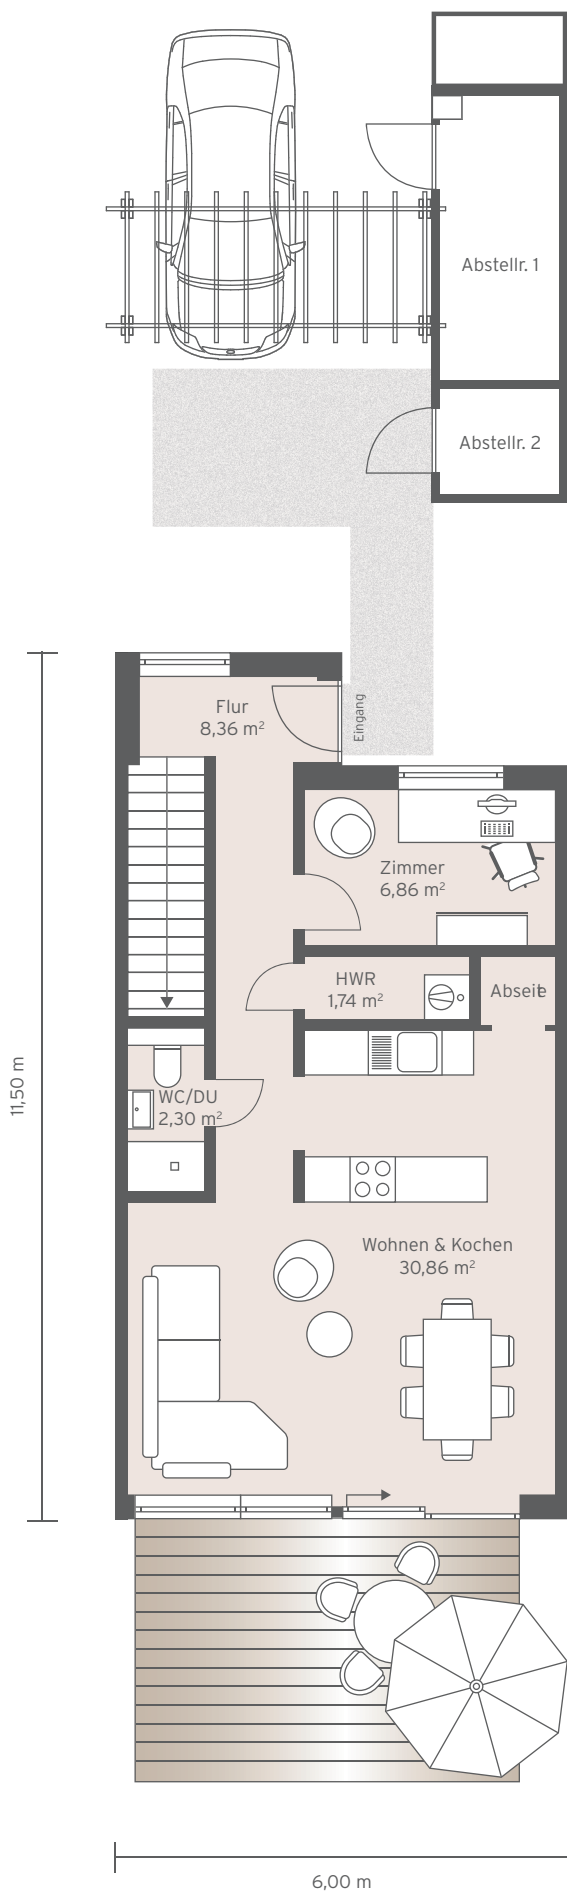 Abstellr. 1
Abstellr. 2
Eingang
Flur
8,36 m²
Zimmer
6,86 m²
HWR
1,74 m²
Abseite
11,50 m
WC/DU
2,30 m²
Wohnen & Kochen
30,86 m²
6,00 m